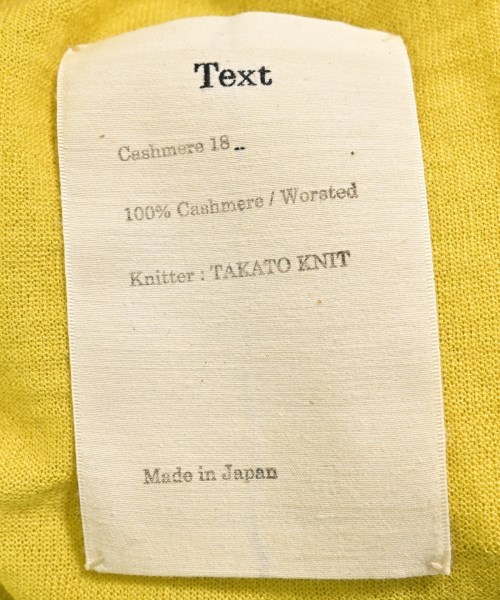 Text
Cashmere 18
100% Cashmere / Worsted
Knitter : TAKATO KNIT
Made in Japan